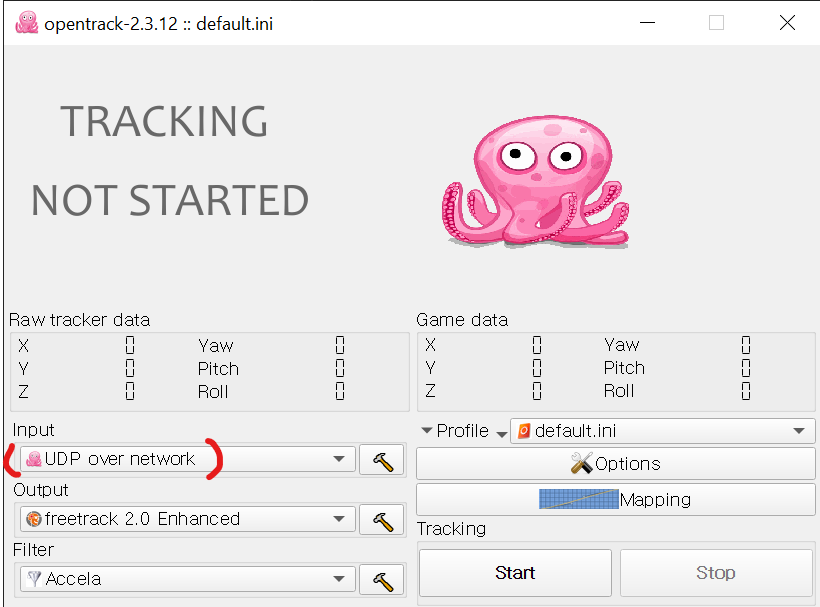 opentrack-2.3.12 :: default.ini
TRACKING
NOT STARTED
Raw tracker data
X 0 Yaw 0
Y 0 Pitch 0
Z 0 Roll 0
Game data
X 0 Yaw 0
Y 0 Pitch 0
Z 0 Roll 0
Input
UDP over network
Output
freetrack 2.0 Enhanced
Filter
Accela
Profile default.ini
Options
Mapping
Tracking
Start Stop